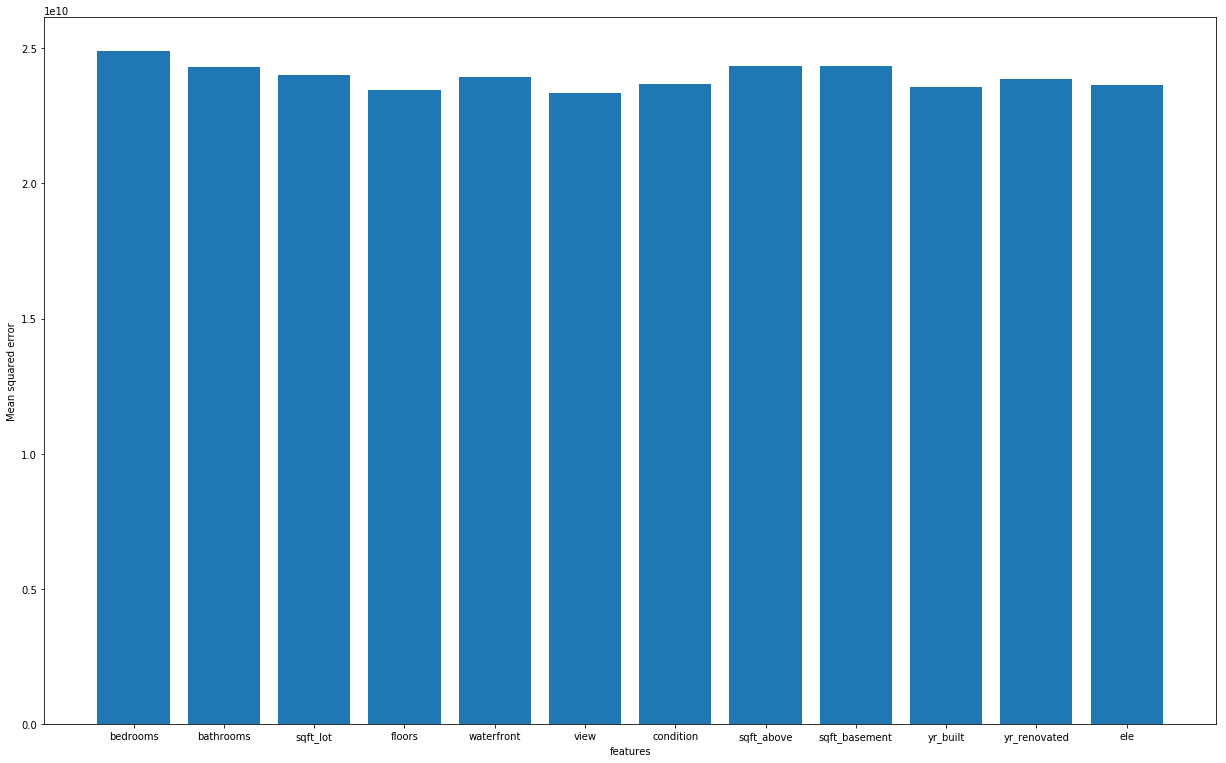 1e10
2.5
2.0
1.5
1.0
0.5
0.0
Mean squared error
bedrooms bathrooms sqft_lot floors waterfront view condition sqft_above sqft_basement yr_built yr_renovated ele
features